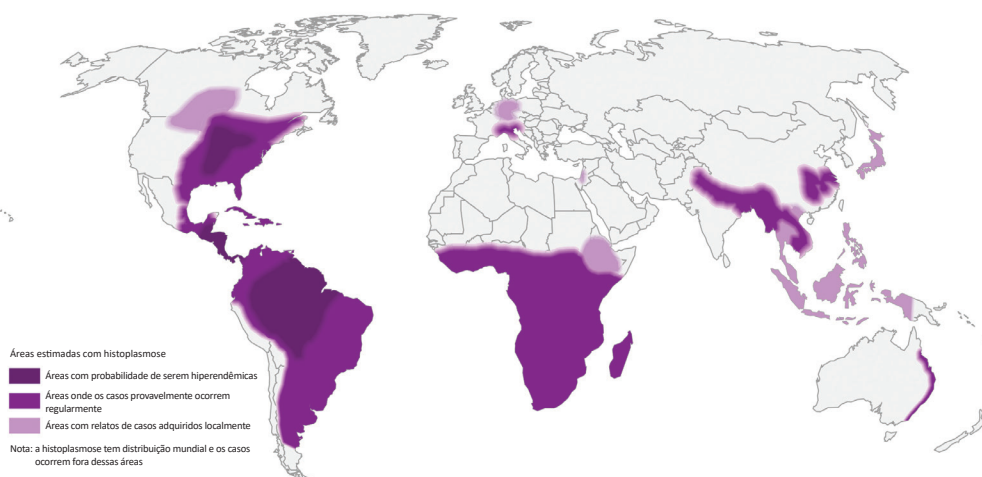 Áreas estimadas com histoplasmose
Áreas com probabilidade de serem hiperendêmicas
Áreas onde os casos provavelmente ocorrem
regularmente
Áreas com relatos de casos adquiridos localmente
Nota: a histoplasmose tem distribuição mundial e os casos
ocorrem fora dessas áreas